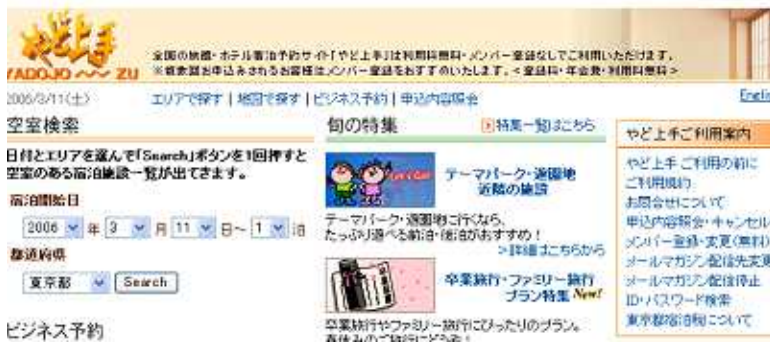 やど上手
YADOJO〜〜〜ZU
全国の旅館・ホテル宿泊予約サイト「やど上手」は利用料無料・メンバー登録なしでご利用いただけます。
※複数回お申込みされるお客様はメンバー登録をおすすめいたします。<登録料・年会費・利用料無料>
2006/3/11(土)
エリアで探す | 地図で探す | ビジネス予約 | 申込内容照会
空室検索
日付とエリアを選んで「Search」ボタンを1回押すと
空室のある宿泊施設一覧が出てきます。
宿泊開始日
2006 年 3 月 11 日〜 1 泊
都道府県
東京都 Search
ビジネス予約
旬の特集
特集一覧はこちら
テーマパーク・遊園地
近隣の施設
テーマパーク・遊園地に行くなら、
たっぷり遊べる前泊・後泊がおすすめ!
>詳細はこちらから
卒業旅行・ファミリー旅行
プラン特集 New!
卒業旅行やファミリー旅行にぴったりのプラン。
春休みのご旅行にどうぞ!
やど上手ご利用案内
やど上手 ご利用の前に
ご利用規約
お問合せについて
申込内容照会・キャンセル
メンバー登録・変更(無料)
メールマガジン配信先変更
メールマガジン配信停止
ID・パスワード検索
東京都宿泊税について